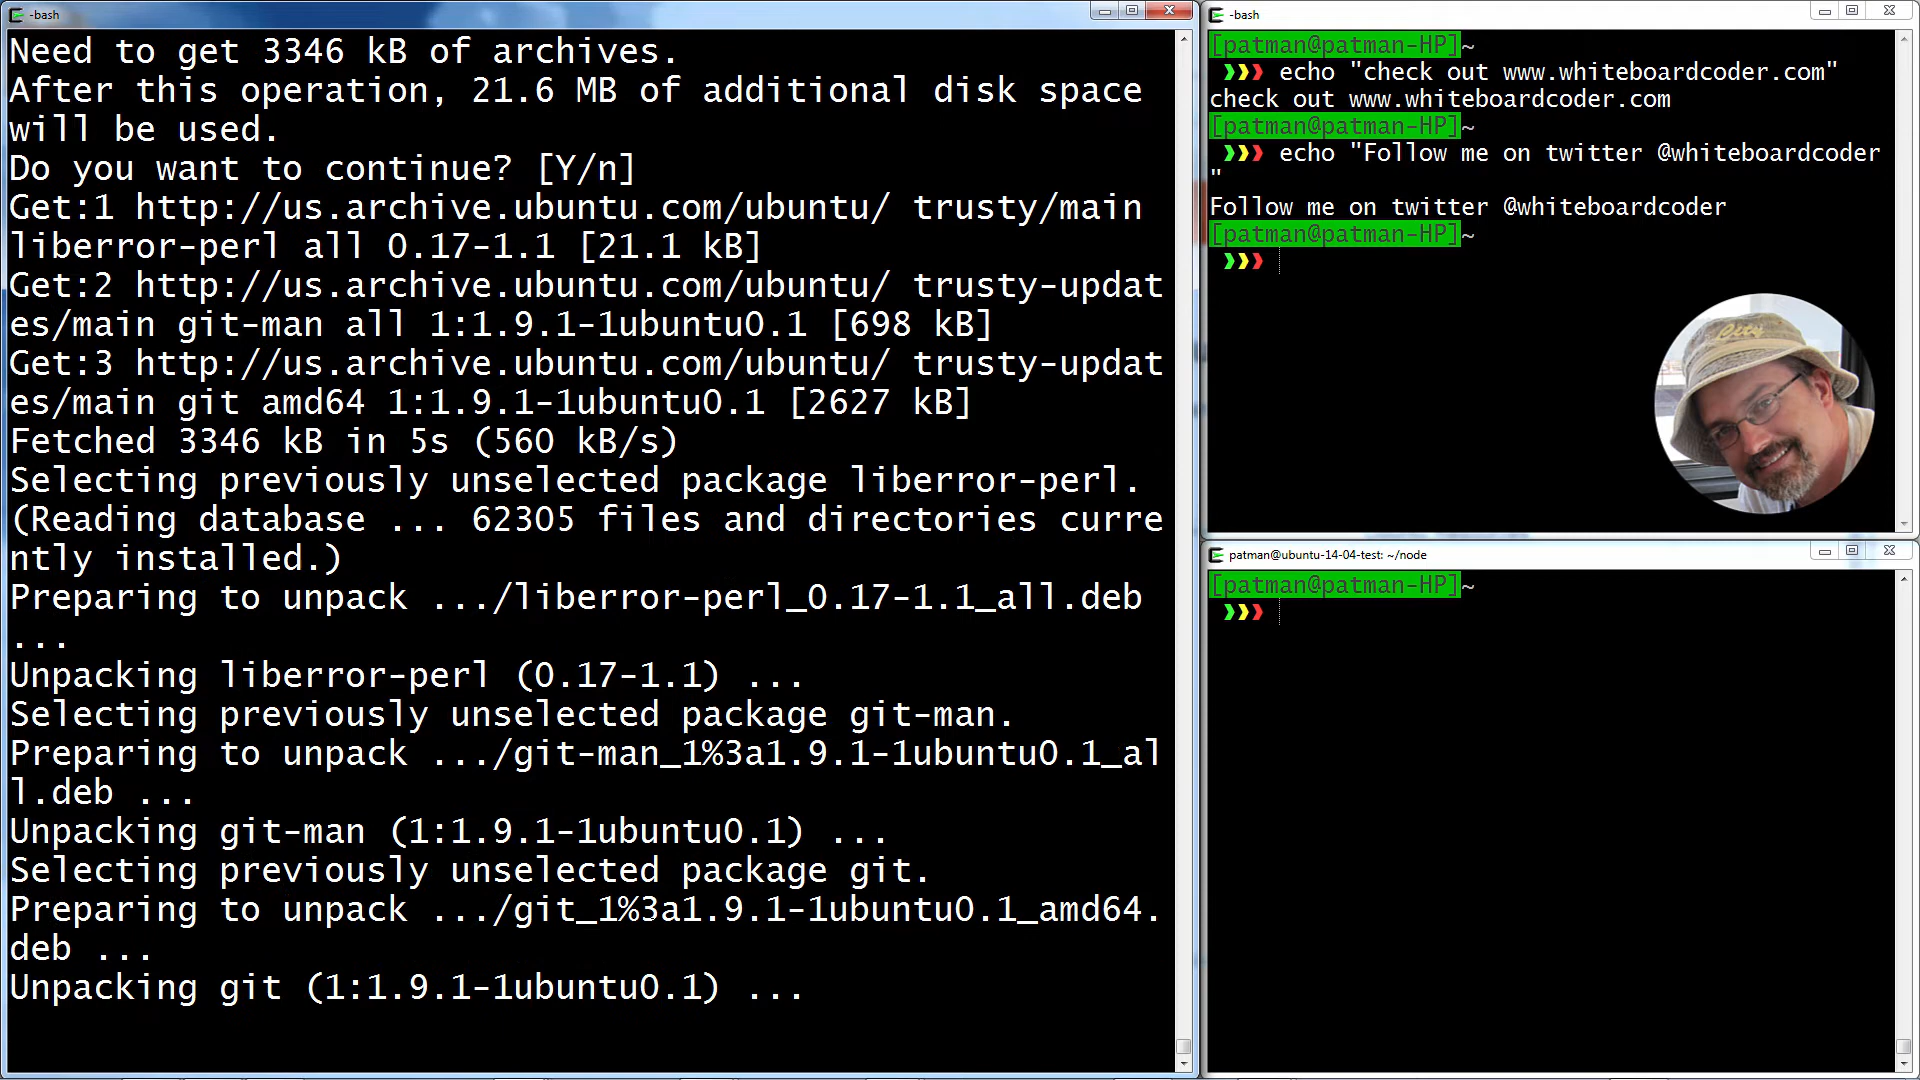 -bash
Need to get 3346 kB of archives.
After this operation, 21.6 MB of additional disk space
will be used.
Do you want to continue? [Y/n]
Get:1 http://us.archive.ubuntu.com/ubuntu/ trusty/main
liberror-perl all 0.17-1.1 [21.1 kB]
Get:2 http://us.archive.ubuntu.com/ubuntu/ trusty-updat
es/main git-man all 1:1.9.1-1ubuntu0.1 [698 kB]
Get:3 http://us.archive.ubuntu.com/ubuntu/ trusty-updat
es/main git amd64 1:1.9.1-1ubuntu0.1 [2627 kB]
Fetched 3346 kB in 5s (560 kB/s)
Selecting previously unselected package liberror-perl.
(Reading database ... 62305 files and directories curre
ntly installed.)
Preparing to unpack .../liberror-perl_0.17-1.1_all.deb
...
Unpacking liberror-perl (0.17-1.1) ...
Selecting previously unselected package git-man.
Preparing to unpack .../git-man_1%3a1.9.1-1ubuntu0.1_al
l.deb ...
Unpacking git-man (1:1.9.1-1ubuntu0.1) ...
Selecting previously unselected package git.
Preparing to unpack .../git_1%3a1.9.1-1ubuntu0.1_amd64.
deb ...
Unpacking git (1:1.9.1-1ubuntu0.1) ...
-bash
[patman@patman-HP]~
❱❱❱ echo "check out www.whiteboardcoder.com"
check out www.whiteboardcoder.com
[patman@patman-HP]~
❱❱❱ echo "Follow me on twitter @whiteboardcoder
"
Follow me on twitter @whiteboardcoder
[patman@patman-HP]~
❱❱❱
City
patman@ubuntu-14-04-test: ~/node
[patman@patman-HP]~
❱❱❱